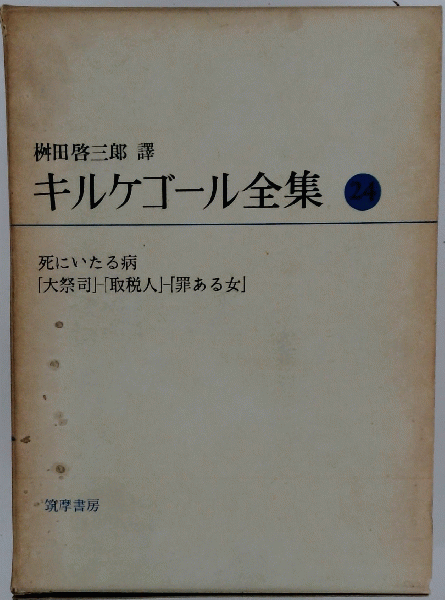 桝田啓三郎 譯
キルケゴール全集 24
死にいたる病
「大祭司」-「取税人」-「罪ある女」
筑摩書房